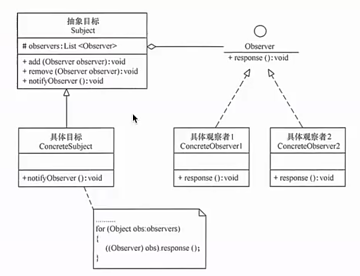 抽象目标
Subject
# observers:List <Observer>
+ add (Observer observer):void
+ remove (Observer observer):void
+ notifyObserver ():void
Observer
+ response ():void
具体目标
ConcreteSubject
+notifyObserver ():void
具体观察者1
ConcreteObserver1
+ response ():void
具体观察者2
ConcreteObserver2
+ response ():void
..........
for (Object obs:observers)
{
((Observer) obs).response ();
}